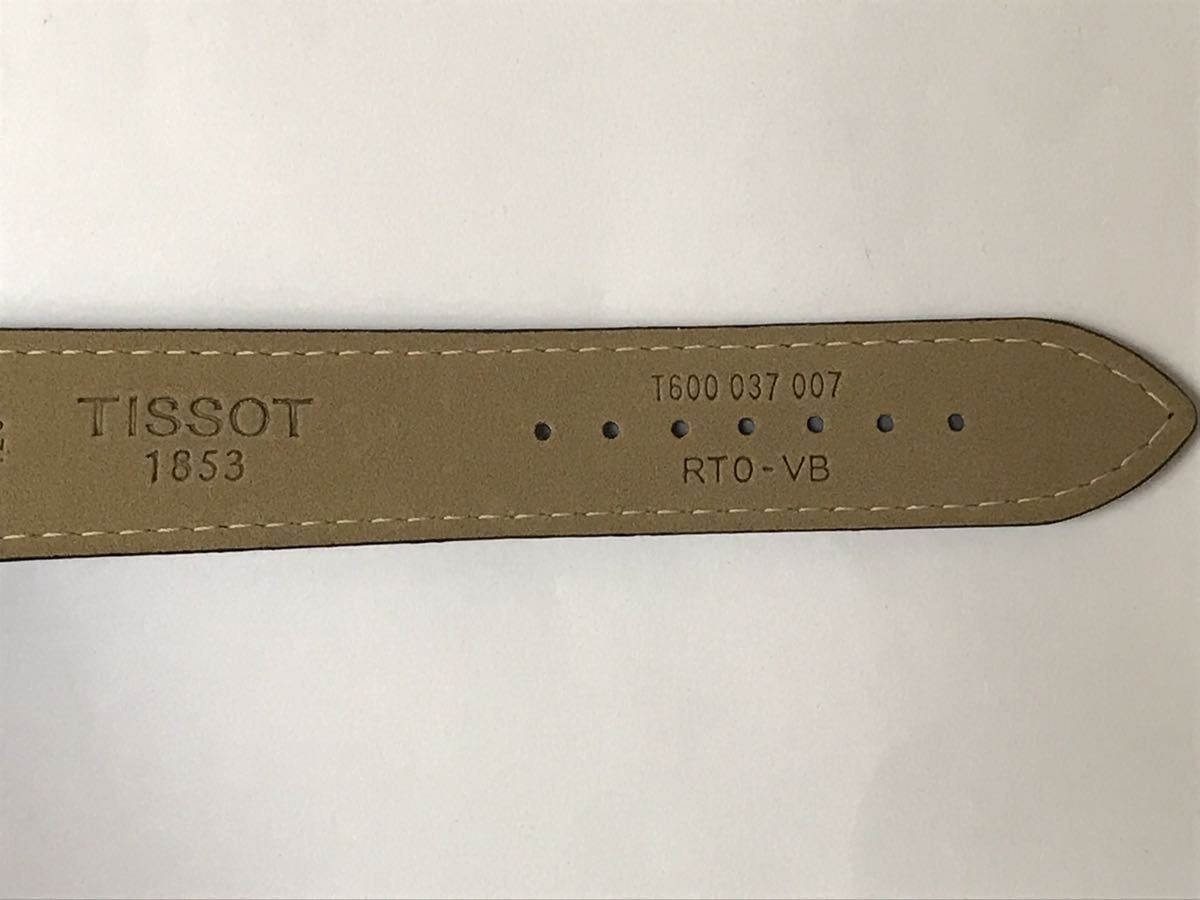 TISSOT
1853
T600 037 007
RTO-VB